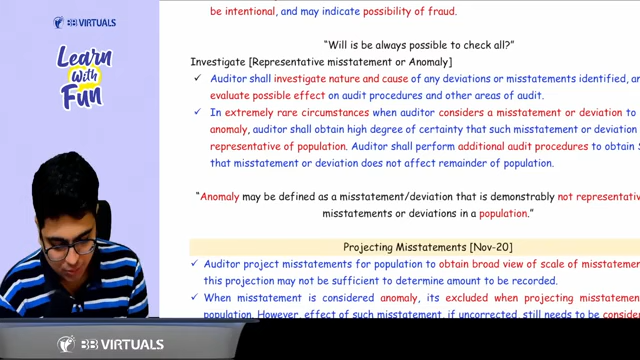 BB VIRTUALS
Learn
With
Fun
be intentional, and may indicate possibility of fraud.
“Will is be always possible to check all?”
Investigate [Representative misstatement or Anomaly]
✓ Auditor shall investigate nature and cause of any deviations or misstatements identified, an
evaluate possible effect on audit procedures and other areas of audit.
❖ In extremely rare circumstances when auditor considers a misstatement or deviation to
anomaly, auditor shall obtain high degree of certainty that such misstatement or deviation
representative of population. Auditor shall perform additional audit procedures to obtain S
that misstatement or deviation does not affect remainder of population.
“Anomaly may be defined as a misstatement/deviation that is demonstrably not representati
misstatements or deviations in a population.”
Projecting Misstatements [Nov-20]
✓ Auditor project misstatements for population to obtain broad view of scale of misstateme
this projection may not be sufficient to determine amount to be recorded.
❖ When misstatement is considered anomaly, its excluded when projecting misstatement
population. However, effect of such misstatement, if uncorrected, still needs to be consider
BB VIRTUALS